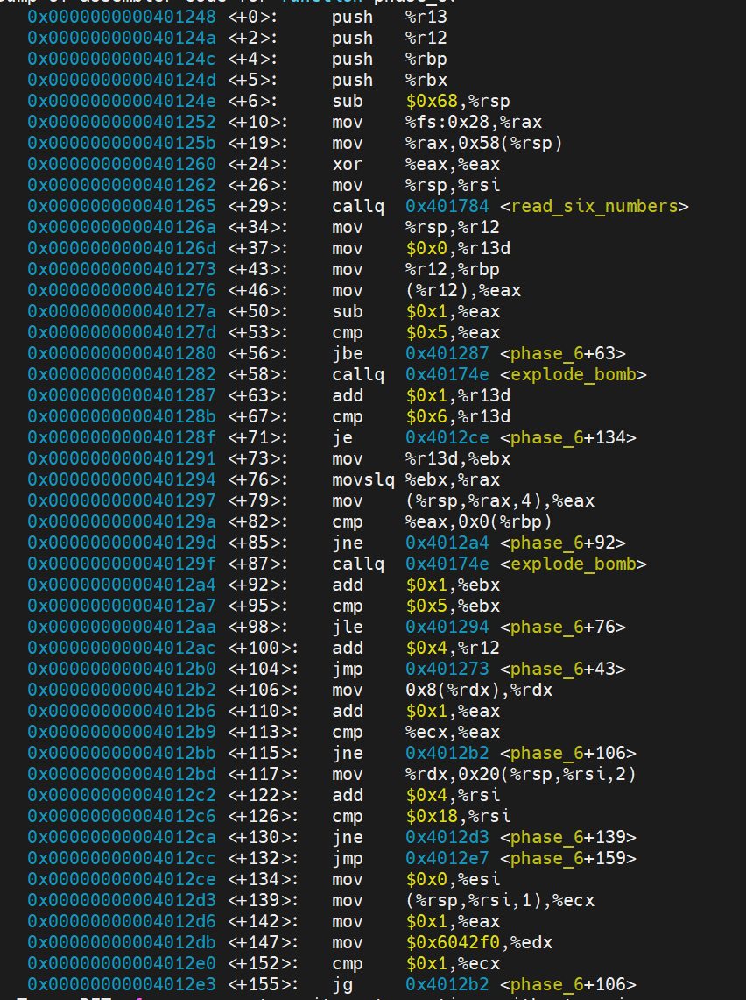 Dump of assembler code for function phase_6:
0x0000000000401248 <+0>: push %r13
0x000000000040124a <+2>: push %r12
0x000000000040124c <+4>: push %rbp
0x000000000040124d <+5>: push %rbx
0x000000000040124e <+6>: sub $0x68,%rsp
0x0000000000401252 <+10>: mov %fs:0x28,%rax
0x000000000040125b <+19>: mov %rax,0x58(%rsp)
0x0000000000401260 <+24>: xor %eax,%eax
0x0000000000401262 <+26>: mov %rsp,%rsi
0x0000000000401265 <+29>: callq 0x401784 <read_six_numbers>
0x000000000040126a <+34>: mov %rsp,%r12
0x000000000040126d <+37>: mov $0x0,%r13d
0x0000000000401273 <+43>: mov %r12,%rbp
0x0000000000401276 <+46>: mov (%r12),%eax
0x000000000040127a <+50>: sub $0x1,%eax
0x000000000040127d <+53>: cmp $0x5,%eax
0x0000000000401280 <+56>: jbe 0x401287 <phase_6+63>
0x0000000000401282 <+58>: callq 0x40174e <explode_bomb>
0x0000000000401287 <+63>: add $0x1,%r13d
0x000000000040128b <+67>: cmp $0x6,%r13d
0x000000000040128f <+71>: je 0x4012ce <phase_6+134>
0x0000000000401291 <+73>: mov %r13d,%ebx
0x0000000000401294 <+76>: movslq %ebx,%rax
0x0000000000401297 <+79>: mov (%rsp,%rax,4),%eax
0x000000000040129a <+82>: cmp %eax,0x0(%rbp)
0x000000000040129d <+85>: jne 0x4012a4 <phase_6+92>
0x000000000040129f <+87>: callq 0x40174e <explode_bomb>
0x00000000004012a4 <+92>: add $0x1,%ebx
0x00000000004012a7 <+95>: cmp $0x5,%ebx
0x00000000004012aa <+98>: jle 0x401294 <phase_6+76>
0x00000000004012ac <+100>: add $0x4,%r12
0x00000000004012b0 <+104>: jmp 0x401273 <phase_6+43>
0x00000000004012b2 <+106>: mov 0x8(%rdx),%rdx
0x00000000004012b6 <+110>: add $0x1,%eax
0x00000000004012b9 <+113>: cmp %ecx,%eax
0x00000000004012bb <+115>: jne 0x4012b2 <phase_6+106>
0x00000000004012bd <+117>: mov %rdx,0x20(%rsp,%rsi,2)
0x00000000004012c2 <+122>: add $0x4,%rsi
0x00000000004012c6 <+126>: cmp $0x18,%rsi
0x00000000004012ca <+130>: jne 0x4012d3 <phase_6+139>
0x00000000004012cc <+132>: jmp 0x4012e7 <phase_6+159>
0x00000000004012ce <+134>: mov $0x0,%esi
0x00000000004012d3 <+139>: mov (%rsp,%rsi,1),%ecx
0x00000000004012d6 <+142>: mov $0x1,%eax
0x00000000004012db <+147>: mov $0x6042f0,%edx
0x00000000004012e0 <+152>: cmp $0x1,%ecx
0x00000000004012e3 <+155>: jg 0x4012b2 <phase_6+106>